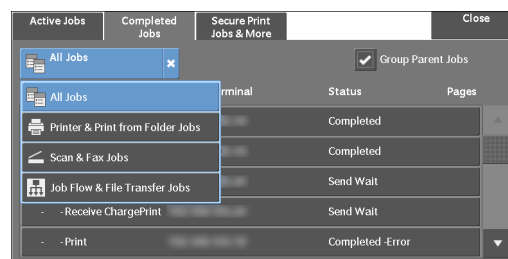 Active Jobs
Completed Jobs
Secure Print Jobs & More
Close
All Jobs
Group Parent Jobs
Status
Pages
All Jobs
Completed
Printer & Print from Folder Jobs
Completed
Scan & Fax Jobs
Send Wait
Job Flow & File Transfer Jobs
- - Receive ChargePrint
Send Wait
- - Print
Completed -Error